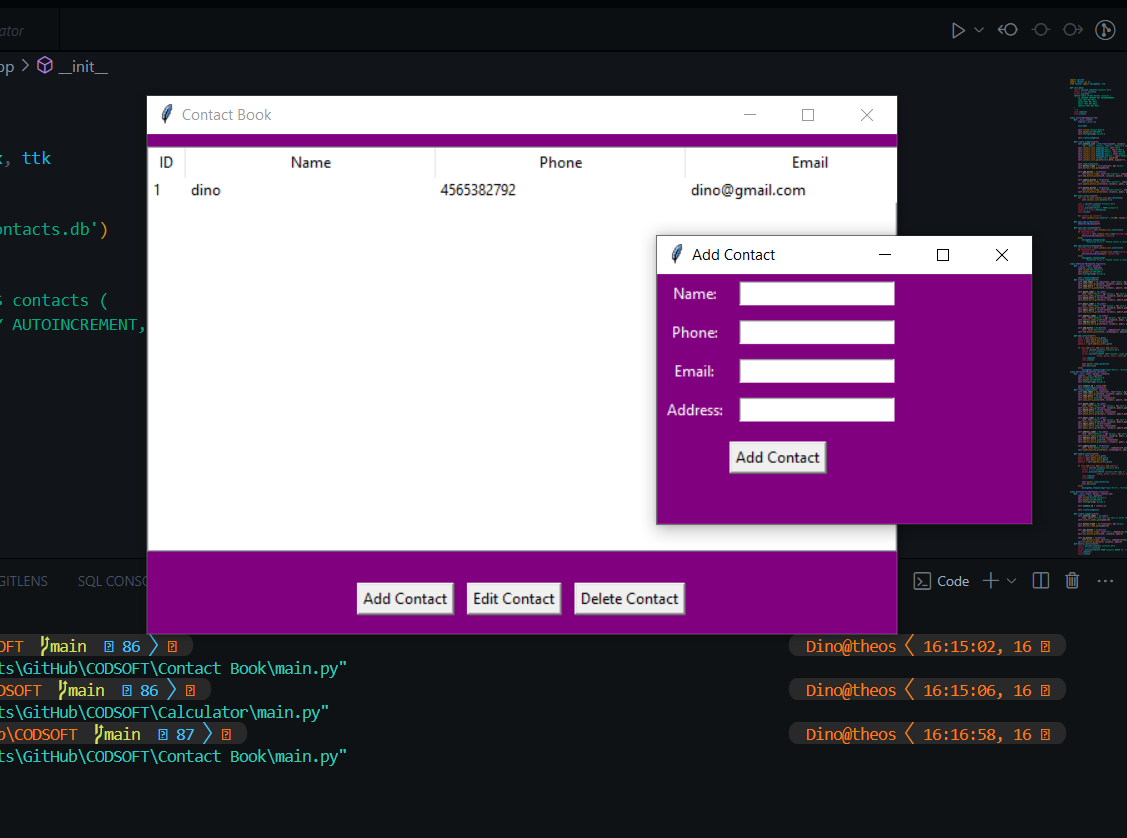 ator
op > __init__
Contact Book
x, ttk
ID Name Phone Email
1 dino 4565382792 dino@gmail.com
ontacts.db')
Add Contact
Name:
Phone:
Email:
Address:
Add Contact
contacts (
AUTOINCREMENT,
Add Contact Edit Contact Delete Contact
GITLENS SQL CONSO Code
OFT main 86 Dino@theos 16:15:02, 16
ts\GitHub\CODSOFT\Contact Book\main.py"
DSOFT main 86 Dino@theos 16:15:06, 16
ts\GitHub\CODSOFT\Calculator\main.py"
b\CODSOFT main 87 Dino@theos 16:16:58, 16
ts\GitHub\CODSOFT\Contact Book\main.py"